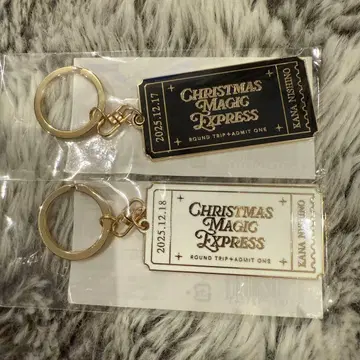 2025.12.17
CHRISTMAS
MAGIC
EXPRESS
ROUND TRIP✦ADMIT ONE
KANA NISHINO
2025.12.18
CHRISTMAS
MAGIC
EXPRESS
ROUND TRIP✦ADMIT ONE
KANA NISHINO